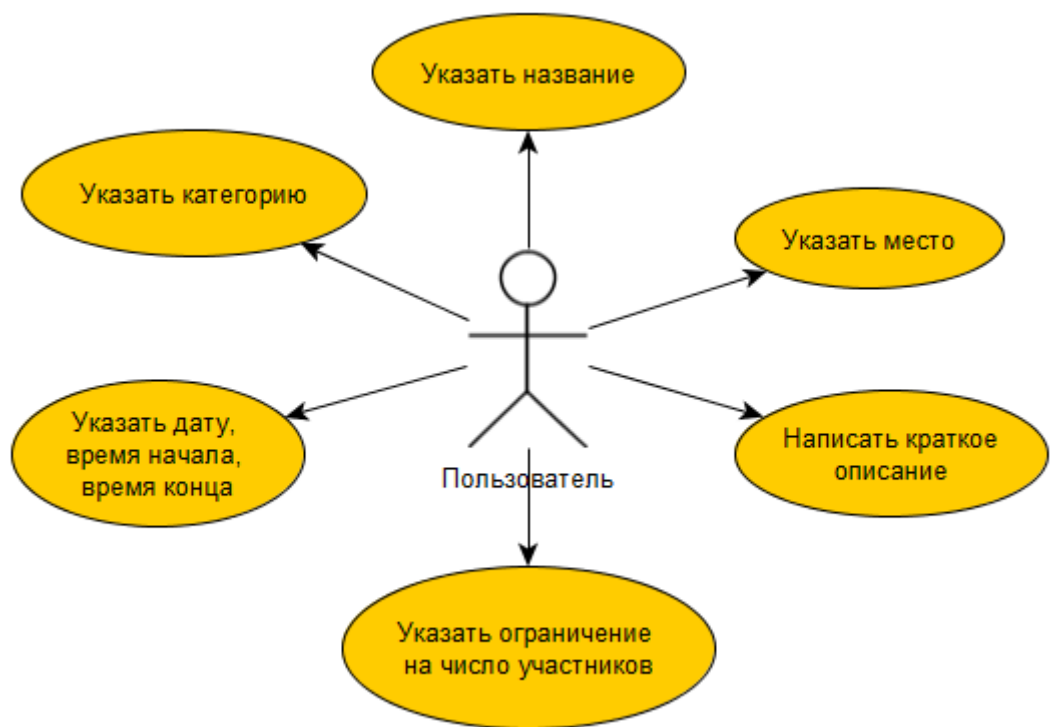 Указать название
Указать категорию
Указать место
Указать дату,
время начала,
время конца
Написать краткое
описание
Пользователь
Указать ограничение
на число участников